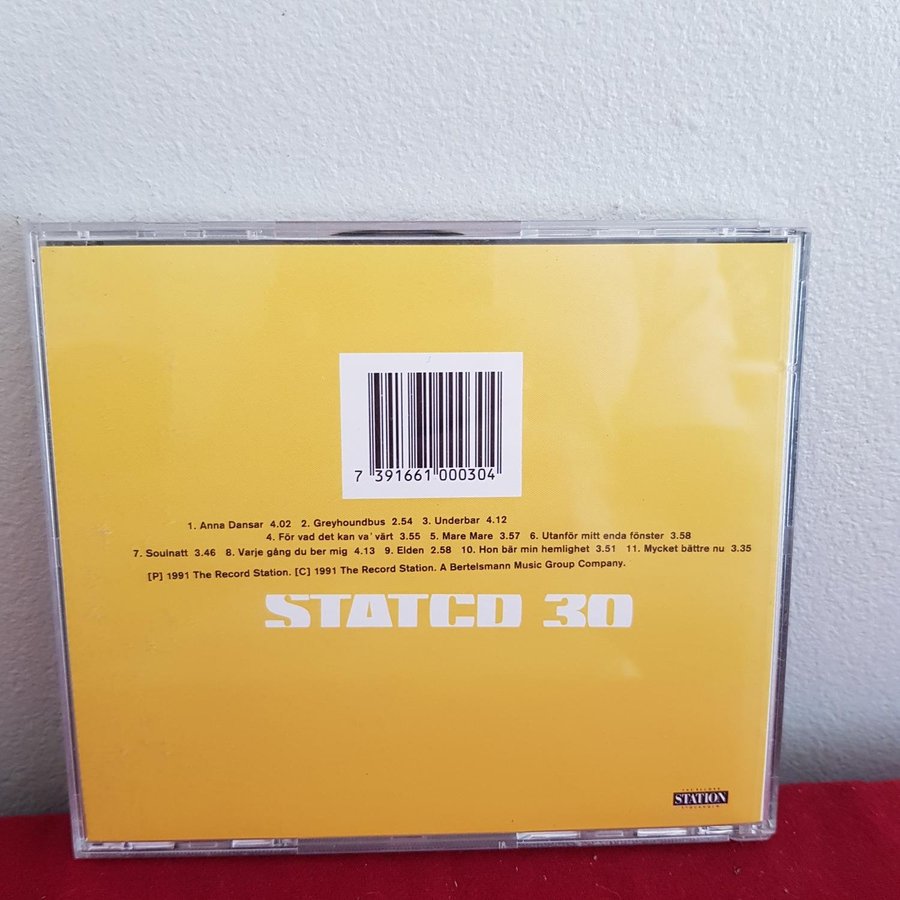 7 391661 000304
1. Anna Dansar 4.02 2. Greyhoundbus 2.54 3. Underbar 4.12
4. För vad det kan va' värt 3.55 5. Mare Mare 3.57 6. Utanför mitt enda fönster 3.58
7. Soulnatt 3.46 8. Varje gång du ber mig 4.13 9. Elden 2.58 10. Hon bär min hemlighet 3.51 11. Mycket bättre nu 3.35
[P] 1991 The Record Station. [C] 1991 The Record Station. A Bertelsmann Music Group Company.
STATCD 30
THE RECORD
STATION
STOCKHOLM